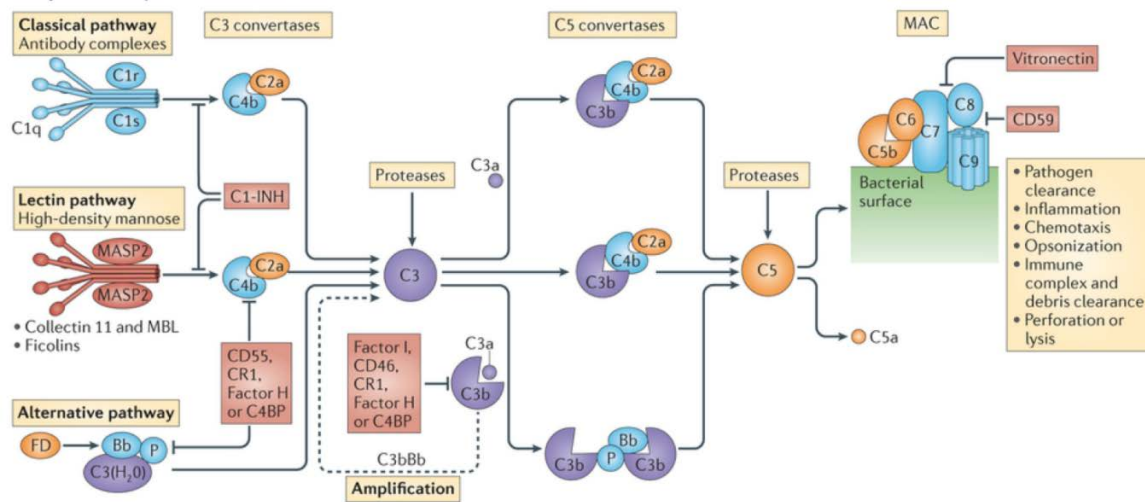 Classical pathway
Antibody complexes
C1r
C1s
C1q
C3 convertases
C2a
C4b
C5 convertases
C2a
C4b
C3b
MAC
Vitronectin
CD59
C6
C5b
C7
C8
C9
Bacterial
surface
• Pathogen
clearance
• Inflammation
• Chemotaxis
• Opsonization
• Immune
complex and
debris clearance
• Perforation or
lysis
C1-INH
Proteases
C3a
Proteases
Lectin pathway
High-density mannose
MASP2
MASP2
• Collectin 11 and MBL
• Ficolins
C2a
C4b
C3
C2a
C4b
C3b
C5
C5a
CD55,
CR1,
Factor H
or C4BP
Factor I,
CD46,
CR1,
Factor H
or C4BP
C3a
C3b
Alternative pathway
FD
Bb
P
C3(H₂0)
C3bBb
Amplification
C3b
P
Bb
C3b